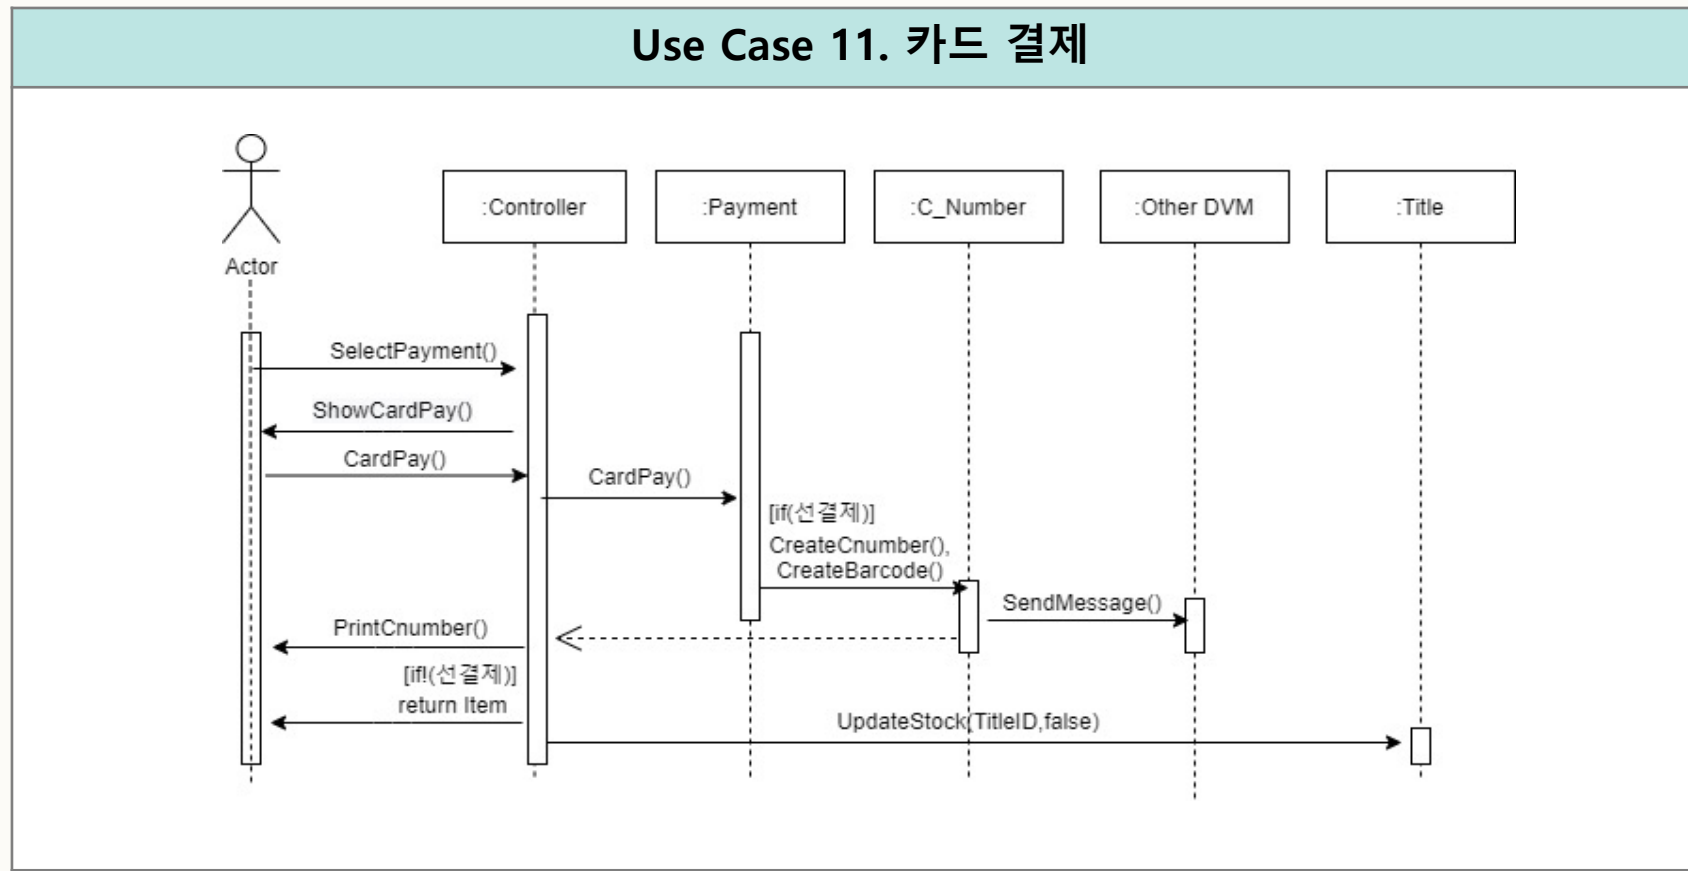 Use Case 11. 카드 결제
:Controller
:Payment
:C_Number
:Other DVM
:Title
Actor
SelectPayment()
ShowCardPay()
CardPay()
CardPay()
[if(선결제)]
CreateCnumber(),
CreateBarcode()
SendMessage()
PrintCnumber()
[if!(선결제)]
return Item
UpdateStock(TitleID,false)